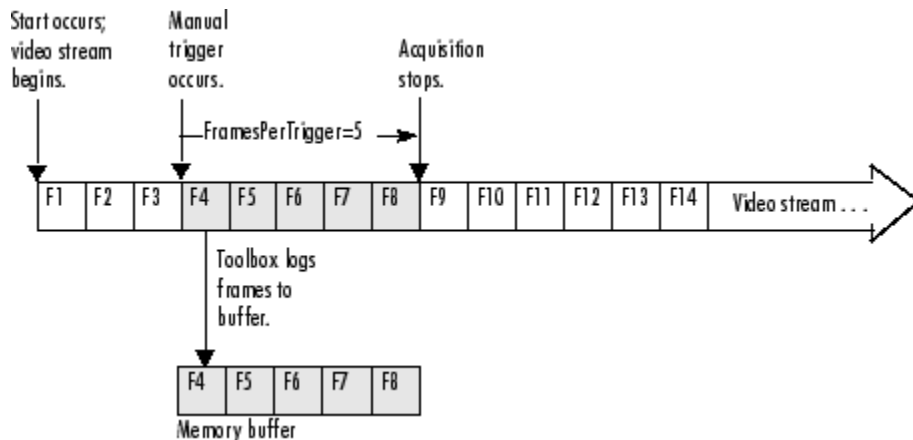 Start occurs;
video stream
begins.
Manual
trigger
occurs.
Acquisition
stops.
FramesPerTrigger=5
F1 F2 F3 F4 F5 F6 F7 F8 F9 F10 F11 F12 F13 F14 Video stream . . .
Toolbox logs
frames to
buffer.
F4 F5 F6 F7 F8
Memory buffer